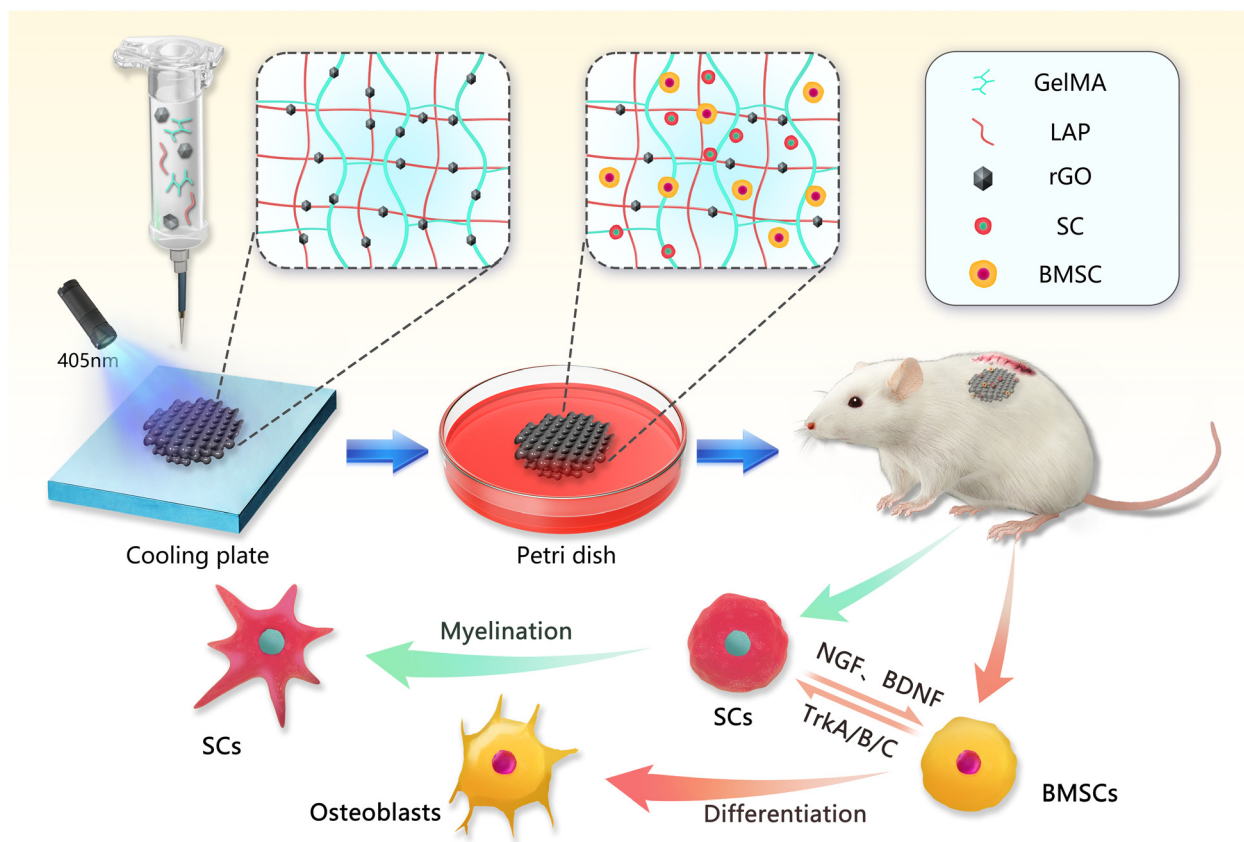 GelMA
LAP
rGO
SC
BMSC
405nm
Cooling plate
Petri dish
Myelination
SCs
SCs
NGF、BDNF
TrkA/B/C
Osteoblasts
Differentiation
BMSCs